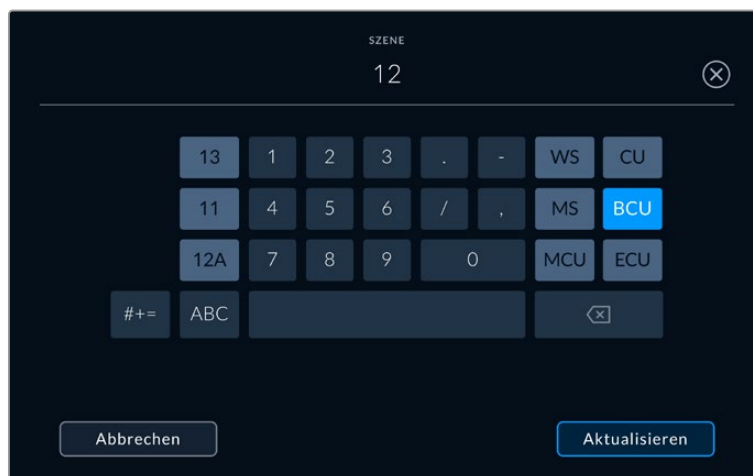 SZENE
12
13 1 2 3 . - WS CU
11 4 5 6 / , MS BCU
12A 7 8 9 0 MCU ECU
#+= ABC
Abbrechen Aktualisieren